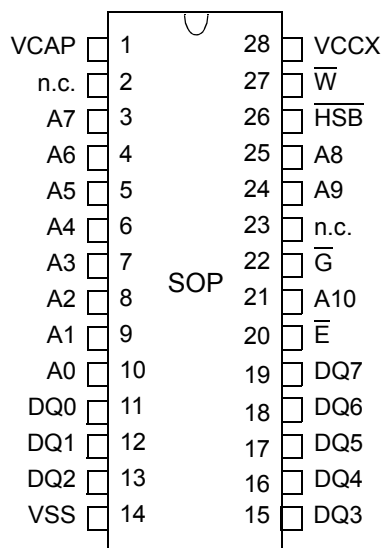 VCAP 1 28 VCCX
n.c. 2 27 W̅
A7 3 26 H̅S̅B̅
A6 4 25 A8
A5 5 24 A9
A4 6 23 n.c.
A3 7 22 G̅
A2 8 SOP 21 A10
A1 9 20 E̅
A0 10 19 DQ7
DQ0 11 18 DQ6
DQ1 12 17 DQ5
DQ2 13 16 DQ4
VSS 14 15 DQ3